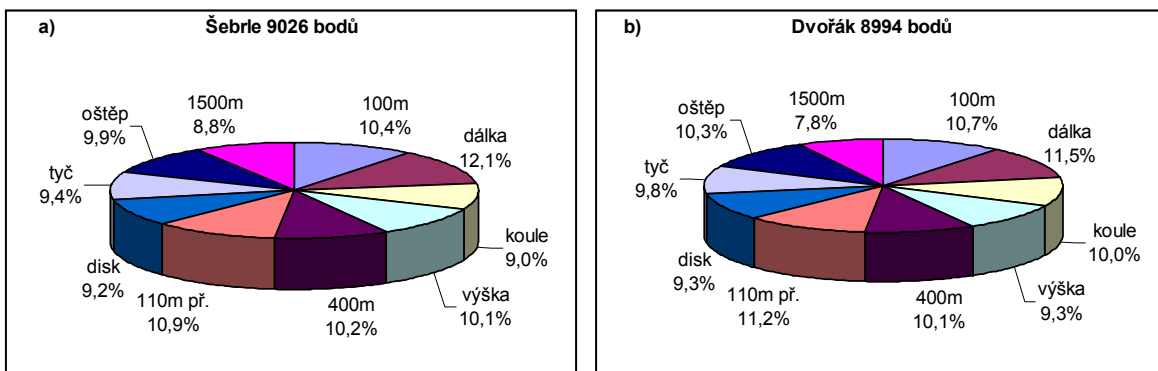 a)
Šebrle 9026 bodů
1500m
8,8%
100m
10,4%
oštěp
9,9%
dálka
12,1%
tyč
9,4%
koule
9,0%
disk
9,2%
110m př.
10,9%
400m
10,2%
výška
10,1%
b)
Dvořák 8994 bodů
1500m
7,8%
100m
10,7%
oštěp
10,3%
dálka
11,5%
tyč
9,8%
koule
10,0%
disk
9,3%
110m př.
11,2%
400m
10,1%
výška
9,3%